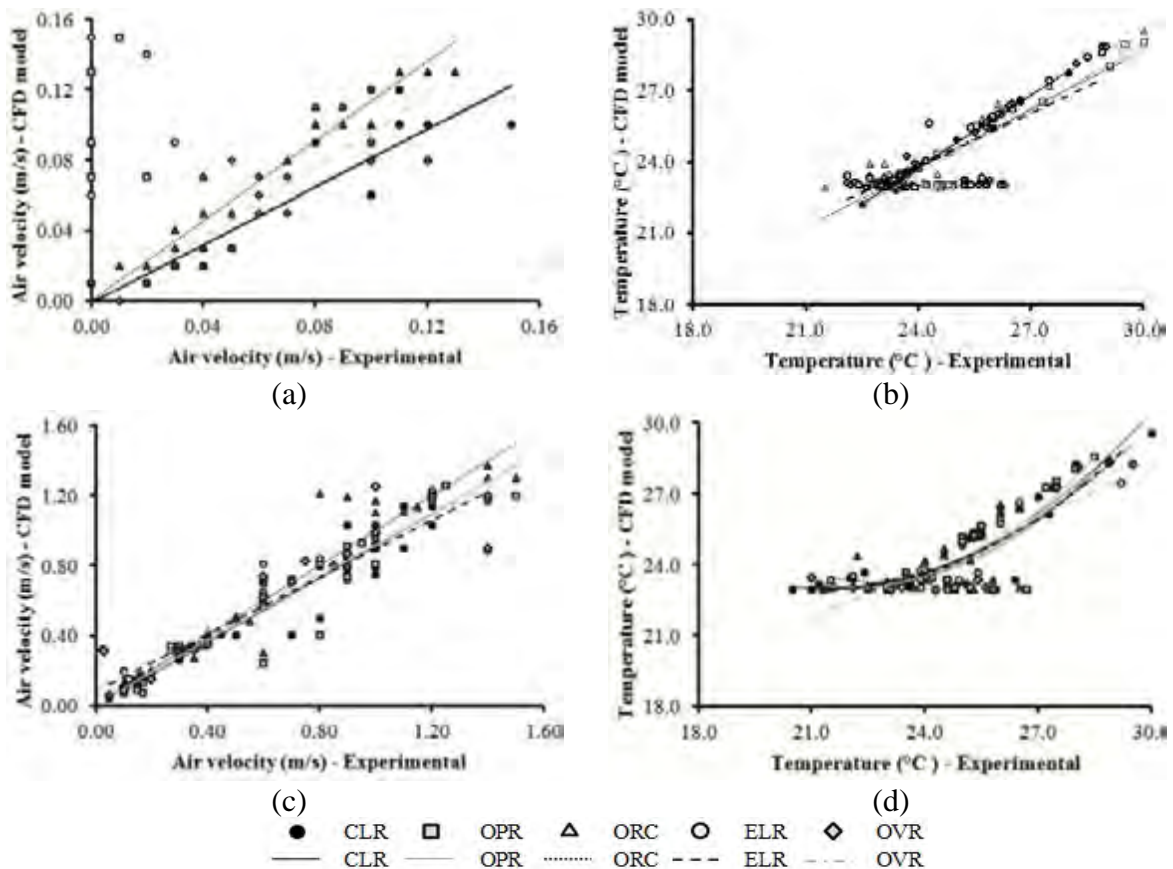 Air velocity (m/s) - CFD model
0.16
0.12
0.08
0.04
0.00
0.00 0.04 0.08 0.12 0.16
Air velocity (m/s) - Experimental
(a)
Temperature (°C) - CFD model
30.0
27.0
24.0
21.0
18.0
18.0 21.0 24.0 27.0 30.0
Temperature (°C ) - Experimental
(b)
Air velocity (m/s) - CFD model
1.60
1.20
0.80
0.40
0.00
0.00 0.40 0.80 1.20 1.60
Air velocity (m/s) - Experimental
(c)
Temperature (°C ) - CFD model
30.0
27.0
24.0
21.0
18.0
18.0 21.0 24.0 27.0 30.0
Temperature (°C ) - Experimental
(d)
CLR OPR ORC ELR OVR
CLR OPR ORC ELR OVR